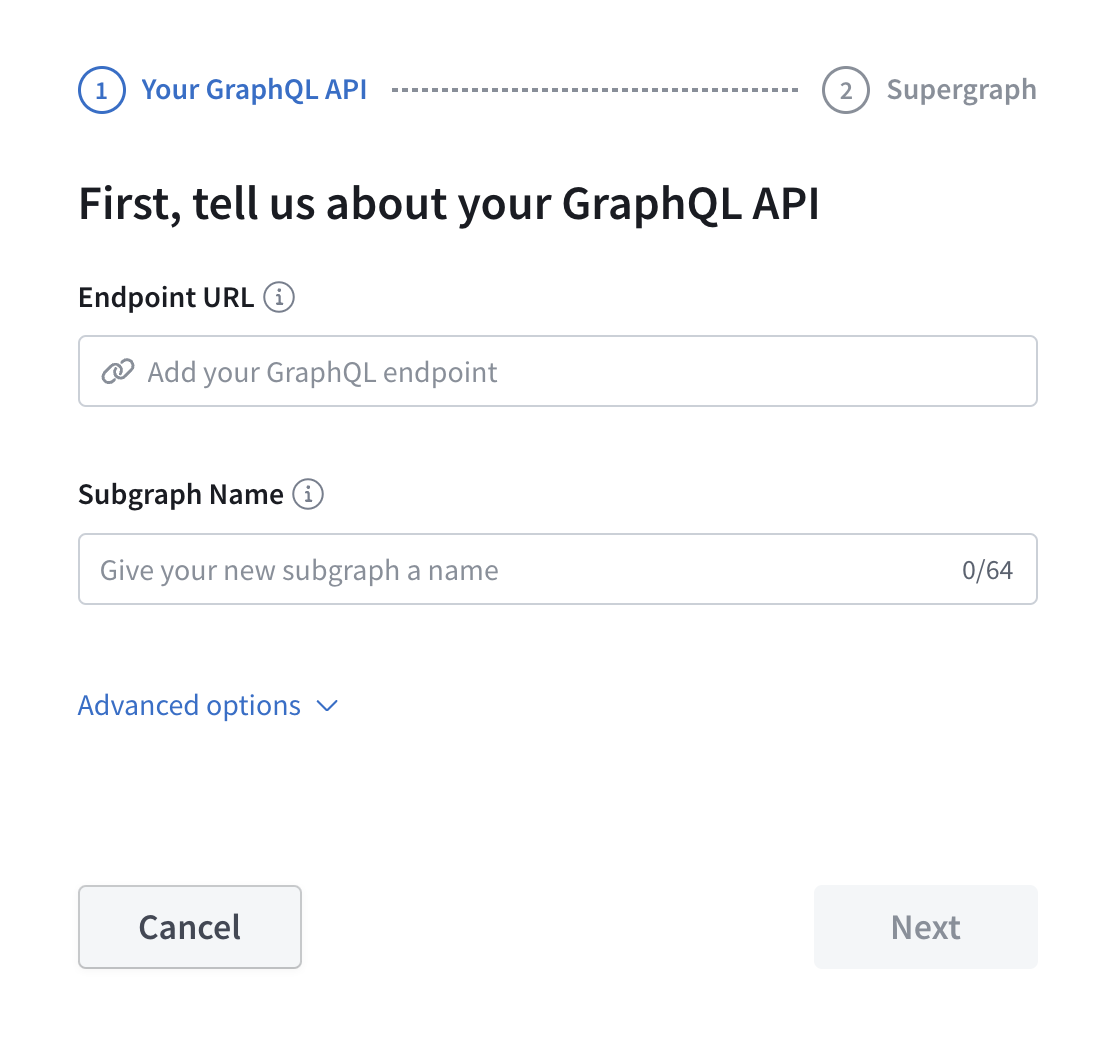 1 Your GraphQL API 2 Supergraph
First, tell us about your GraphQL API
Endpoint URL
Add your GraphQL endpoint
Subgraph Name
Give your new subgraph a name 0/64
Advanced options
Cancel Next